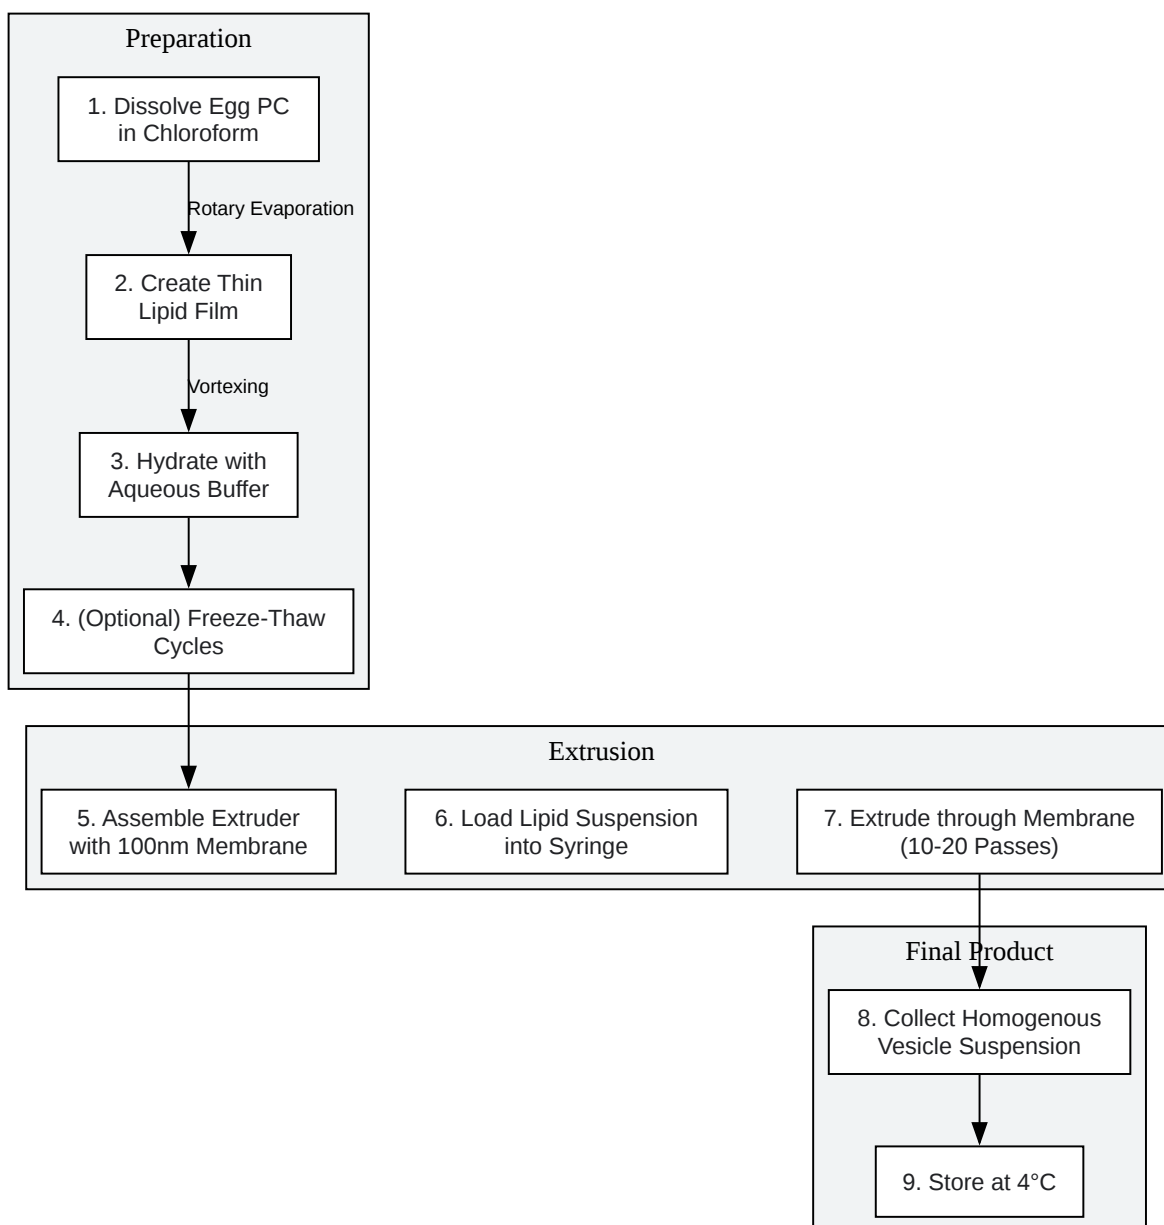 Preparation
1. Dissolve Egg PC
in Chloroform
Rotary Evaporation
2. Create Thin
Lipid Film
Vortexing
3. Hydrate with
Aqueous Buffer
4. (Optional) Freeze-Thaw
Cycles
Extrusion
5. Assemble Extruder
with 100nm Membrane
6. Load Lipid Suspension
into Syringe
7. Extrude through Membrane
(10-20 Passes)
Final Product
8. Collect Homogenous
Vesicle Suspension
9. Store at 4°C